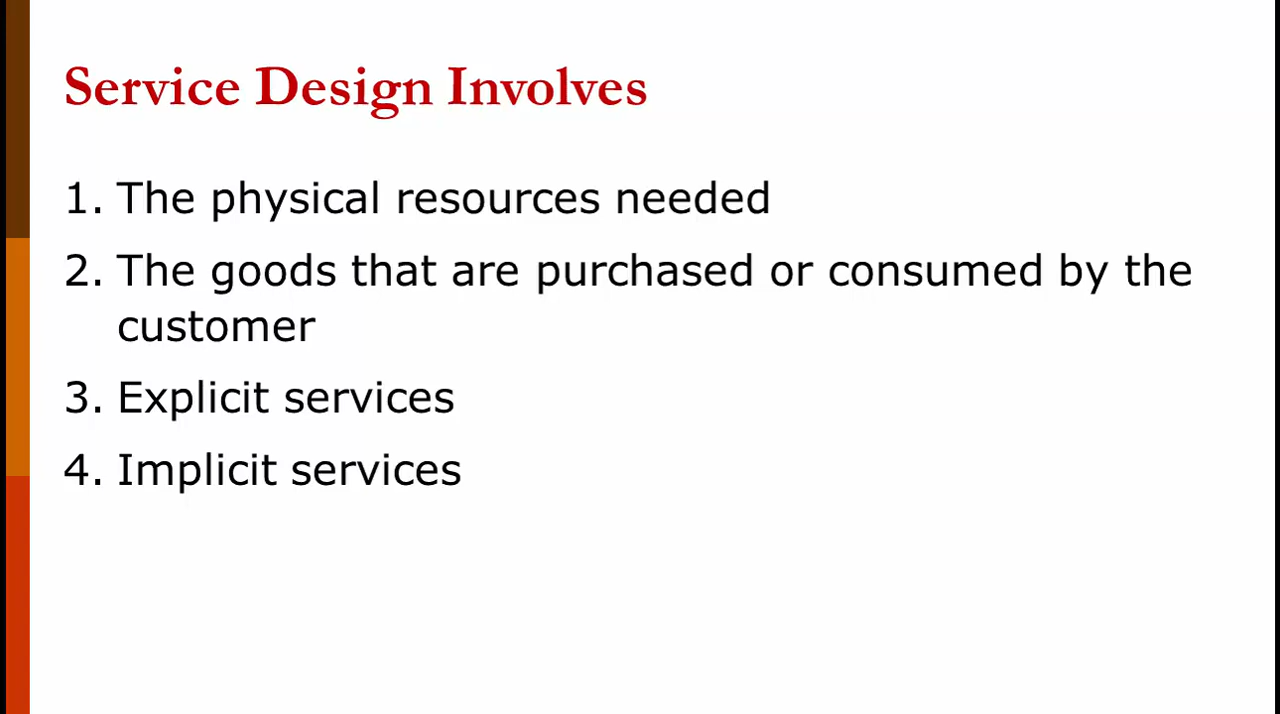 Service Design Involves
1. The physical resources needed
2. The goods that are purchased or consumed by the
customer
3. Explicit services
4. Implicit services